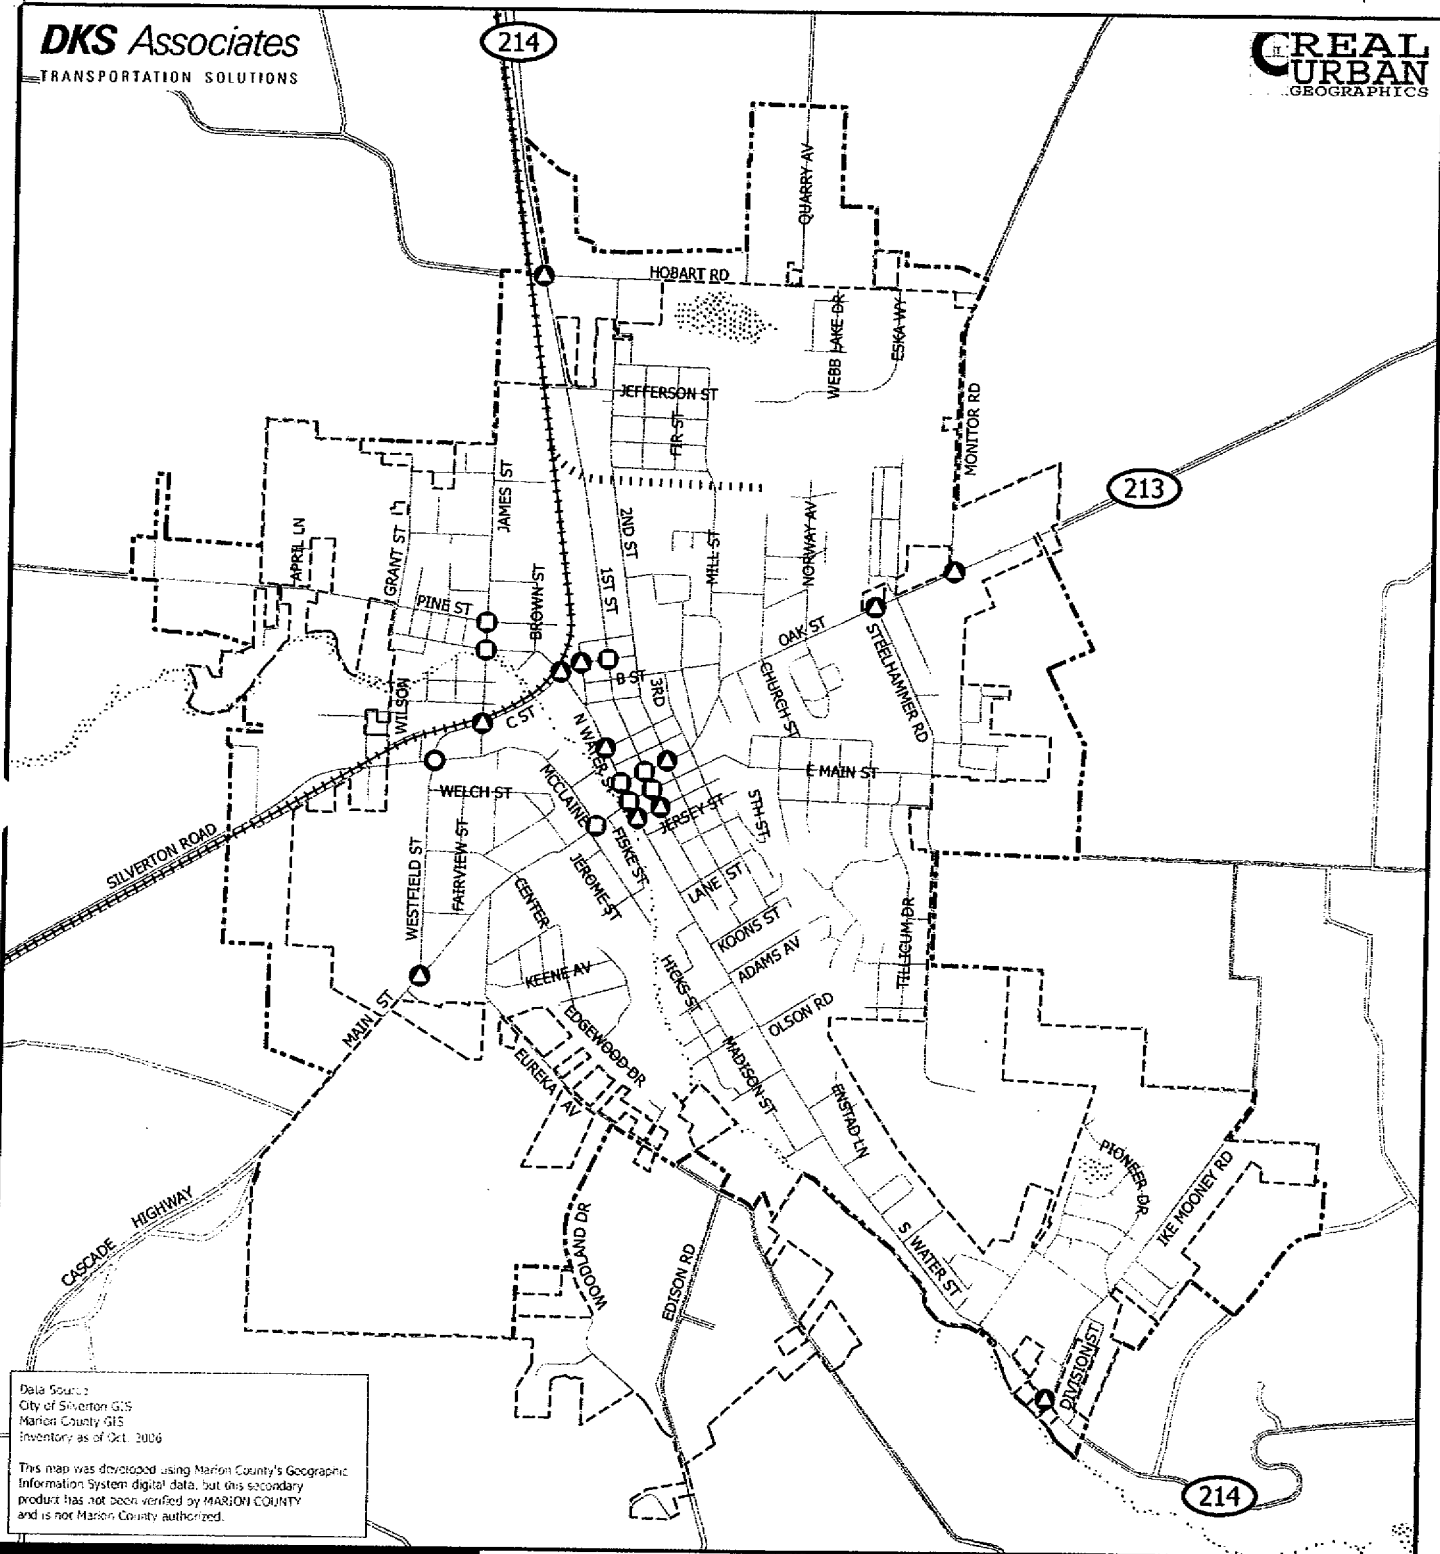 DKS Associates
TRANSPORTATION SOLUTIONS
214
REAL
URBAN
GEOGRAPHICS
QUARRY AV
HOBART RD
WEBB LAKE DR
ESKA WY
MONITOR RD
JEFFERSON ST
FIR ST
213
JAMES ST
2ND ST
1ST ST
MILL ST
NORWAY AV
APRIL LN
GRANT ST
PINE ST
BROWN ST
OAK ST
STEELHAMMER RD
CHURCH ST
B ST
3RD
WILSON
C ST
N WATER ST
MCCLAINE
E MAIN ST
WELCH ST
JERSEY ST
5TH ST
FISKE ST
SILVERTON ROAD
WESTFIELD ST
FAIRVIEW ST
CENTER
JEROME ST
LANE ST
KOONS ST
ADAMS AV
TILLICUM DR
KEENE AV
HICKS ST
OLSON RD
MAIN ST
EDGEWOOD DR
EUREKA AV
MADISON ST
ENSTAD LN
PIONEER DR
IKE MOONEY RD
CASCADE HIGHWAY
WOODLAND DR
EDISON RD
S WATER ST
DIVISION ST
214
Data Source:
City of Silverton GIS
Marion County GIS
Inventory as of Oct. 2006
This map was developed using Marion County's Geographic
Information System digital data, but this secondary
product has not been verified by MARION COUNTY
and is not Marion County authorized.